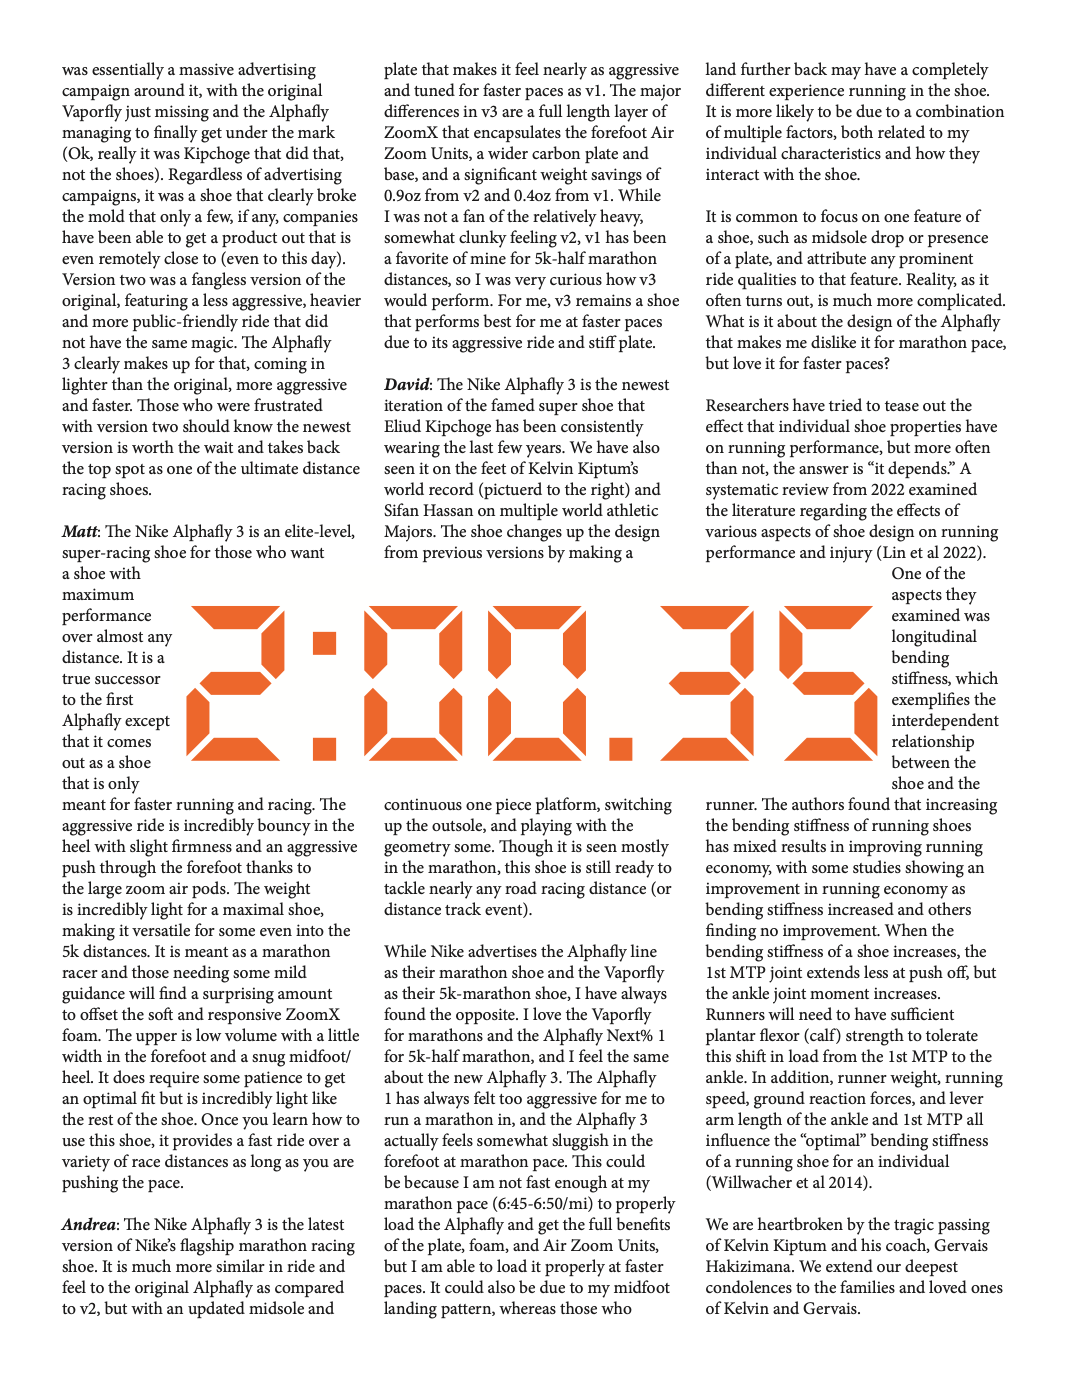 was essentially a massive advertising
campaign around it, with the original
Vaporfly just missing and the Alphafly
managing to finally get under the mark
(Ok, really it was Kipchoge that did that,
not the shoes). Regardless of advertising
campaigns, it was a shoe that clearly broke
the mold that only a few, if any, companies
have been able to get a product out that is
even remotely close to (even to this day).
Version two was a fangless version of the
original, featuring a less aggressive, heavier
and more public-friendly ride that did
not have the same magic. The Alphafly
3 clearly makes up for that, coming in
lighter than the original, more aggressive
and faster. Those who were frustrated
with version two should know the newest
version is worth the wait and takes back
the top spot as one of the ultimate distance
racing shoes.
Matt: The Nike Alphafly 3 is an elite-level,
super-racing shoe for those who want
a shoe with
maximum
performance
over almost any
distance. It is a
true successor
to the first
Alphafly except
that it comes
out as a shoe
that is only
meant for faster running and racing. The
aggressive ride is incredibly bouncy in the
heel with slight firmness and an aggressive
push through the forefoot thanks to
the large zoom air pods. The weight
is incredibly light for a maximal shoe,
making it versatile for some even into the
5k distances. It is meant as a marathon
racer and those needing some mild
guidance will find a surprising amount
to offset the soft and responsive ZoomX
foam. The upper is low volume with a little
width in the forefoot and a snug midfoot/
heel. It does require some patience to get
an optimal fit but is incredibly light like
the rest of the shoe. Once you learn how to
use this shoe, it provides a fast ride over a
variety of race distances as long as you are
pushing the pace.
Andrea: The Nike Alphafly 3 is the latest
version of Nike's flagship marathon racing
shoe. It is much more similar in ride and
feel to the original Alphafly as compared
to v2, but with an updated midsole and
plate that makes it feel nearly as aggressive
and tuned for faster paces as v1. The major
differences in v3 are a full length layer of
ZoomX that encapsulates the forefoot Air
Zoom Units, a wider carbon plate and
base, and a significant weight savings of
0.9oz from v2 and 0.4oz from v1. While
I was not a fan of the relatively heavy,
somewhat clunky feeling v2, v1 has been
a favorite of mine for 5k-half marathon
distances, so I was very curious how v3
would perform. For me, v3 remains a shoe
that performs best for me at faster paces
due to its aggressive ride and stiff plate.
David: The Nike Alphafly 3 is the newest
iteration of the famed super shoe that
Eliud Kipchoge has been consistently
wearing the last few years. We have also
seen it on the feet of Kelvin Kiptum's
world record (pictuerd to the right) and
Sifan Hassan on multiple world athletic
Majors. The shoe changes up the design
from previous versions by making a
2:00.35
continuous one piece platform, switching
up the outsole, and playing with the
geometry some. Though it is seen mostly
in the marathon, this shoe is still ready to
tackle nearly any road racing distance (or
distance track event).
While Nike advertises the Alphafly line
as their marathon shoe and the Vaporfly
as their 5k-marathon shoe, I have always
found the opposite. I love the Vaporfly
for marathons and the Alphafly Next% 1
for 5k-half marathon, and I feel the same
about the new Alphafly 3. The Alphafly
1 has always felt too aggressive for me to
run a marathon in, and the Alphafly 3
actually feels somewhat sluggish in the
forefoot at marathon pace. This could
be because I am not fast enough at my
marathon pace (6:45-6:50/mi) to properly
load the Alphafly and get the full benefits
of the plate, foam, and Air Zoom Units,
but I am able to load it properly at faster
paces. It could also be due to my midfoot
landing pattern, whereas those who
land further back may have a completely
different experience running in the shoe.
It is more likely to be due to a combination
of multiple factors, both related to my
individual characteristics and how they
interact with the shoe.
It is common to focus on one feature of
a shoe, such as midsole drop or presence
of a plate, and attribute any prominent
ride qualities to that feature. Reality, as it
often turns out, is much more complicated.
What is it about the design of the Alphafly
that makes me dislike it for marathon pace,
but love it for faster paces?
Researchers have tried to tease out the
effect that individual shoe properties have
on running performance, but more often
than not, the answer is “it depends.” A
systematic review from 2022 examined
the literature regarding the effects of
various aspects of shoe design on running
performance and injury (Lin et al 2022).
One of the
aspects they
examined was
longitudinal
bending
stiffness, which
exemplifies the
interdependent
relationship
between the
shoe and the
runner. The authors found that increasing
the bending stiffness of running shoes
has mixed results in improving running
economy, with some studies showing an
improvement in running economy as
bending stiffness increased and others
finding no improvement. When the
bending stiffness of a shoe increases, the
1st MTP joint extends less at push off, but
the ankle joint moment increases.
Runners will need to have sufficient
plantar flexor (calf) strength to tolerate
this shift in load from the 1st MTP to the
ankle. In addition, runner weight, running
speed, ground reaction forces, and lever
arm length of the ankle and 1st MTP all
influence the “optimal” bending stiffness
of a running shoe for an individual
(Willwacher et al 2014).
We are heartbroken by the tragic passing
of Kelvin Kiptum and his coach, Gervais
Hakizimana. We extend our deepest
condolences to the families and loved ones
of Kelvin and Gervais.